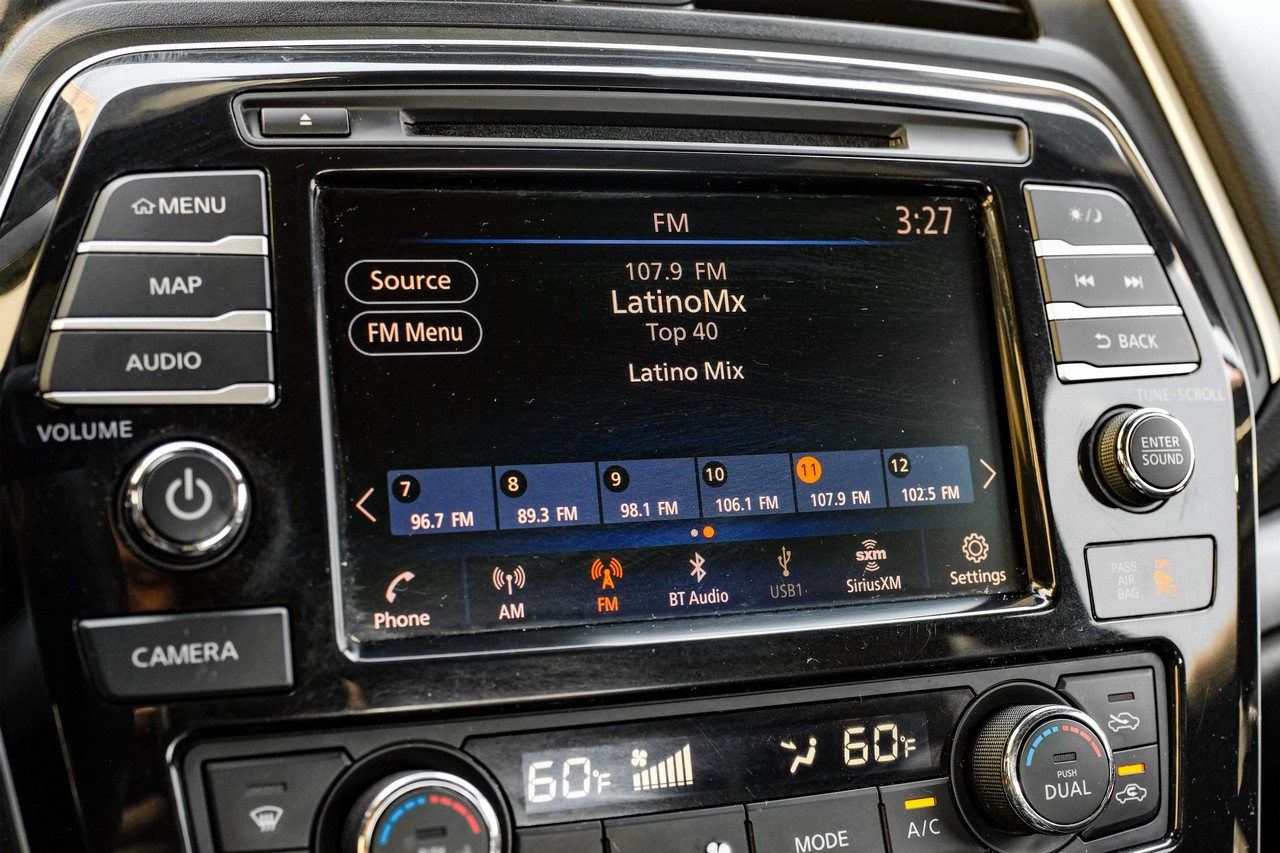 MENU
MAP
AUDIO
VOLUME
CAMERA
FM
3:27
Source
FM Menu
107.9 FM
LatinoMx
Top 40
Latino Mix
7 8 9 10 11 12
96.7 FM 89.3 FM 98.1 FM 106.1 FM 107.9 FM 102.5 FM
Phone AM FM BT Audio USB1 SiriusXM Settings
sxm
BACK
TUNE•SCROLL
ENTER
SOUND
PASS
AIR
BAG
OFF
60°F
60°F
PUSH
DUAL
A/C
MODE
PUSH